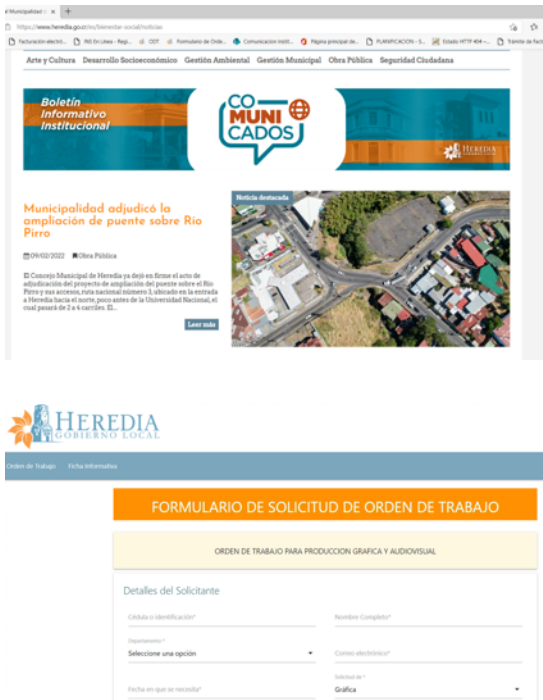 https://www.heredia.go.cr/es/bienestar-social/noticias
Arte y Cultura Desarrollo Socioeconómico Gestión Ambiental Gestión Municipal Obra Pública Seguridad Ciudadana
Boletín
Informativo
Institucional
CO
MUNI
CADOS
HEREDIA
Noticia destacada
Municipalidad adjudicó la
ampliación de puente sobre Río
Pirro
09/02/2022 Obra Pública
El Concejo Municipal de Heredia ya dejó en firme el acto de
adjudicación del proyecto de ampliación del puente sobre el Río
Pirro y sus accesos, ruta nacional número 3, ubicado en la entrada
a Heredia hacia el norte, poco antes de la Universidad Nacional, el
cual pasará de 2 a 4 carriles. El...
Leer más
HEREDIA
GOBIERNO LOCAL
Orden de Trabajo Ficha Informativa
FORMULARIO DE SOLICITUD DE ORDEN DE TRABAJO
ORDEN DE TRABAJO PARA PRODUCCION GRAFICA Y AUDIOVISUAL
Detalles del Solicitante
Cédula o identificación* Nombre Completo*
Departamento *
Seleccione una opción Correo electrónico*
Solicitud de *
Fecha en que se necesita* Gráfica